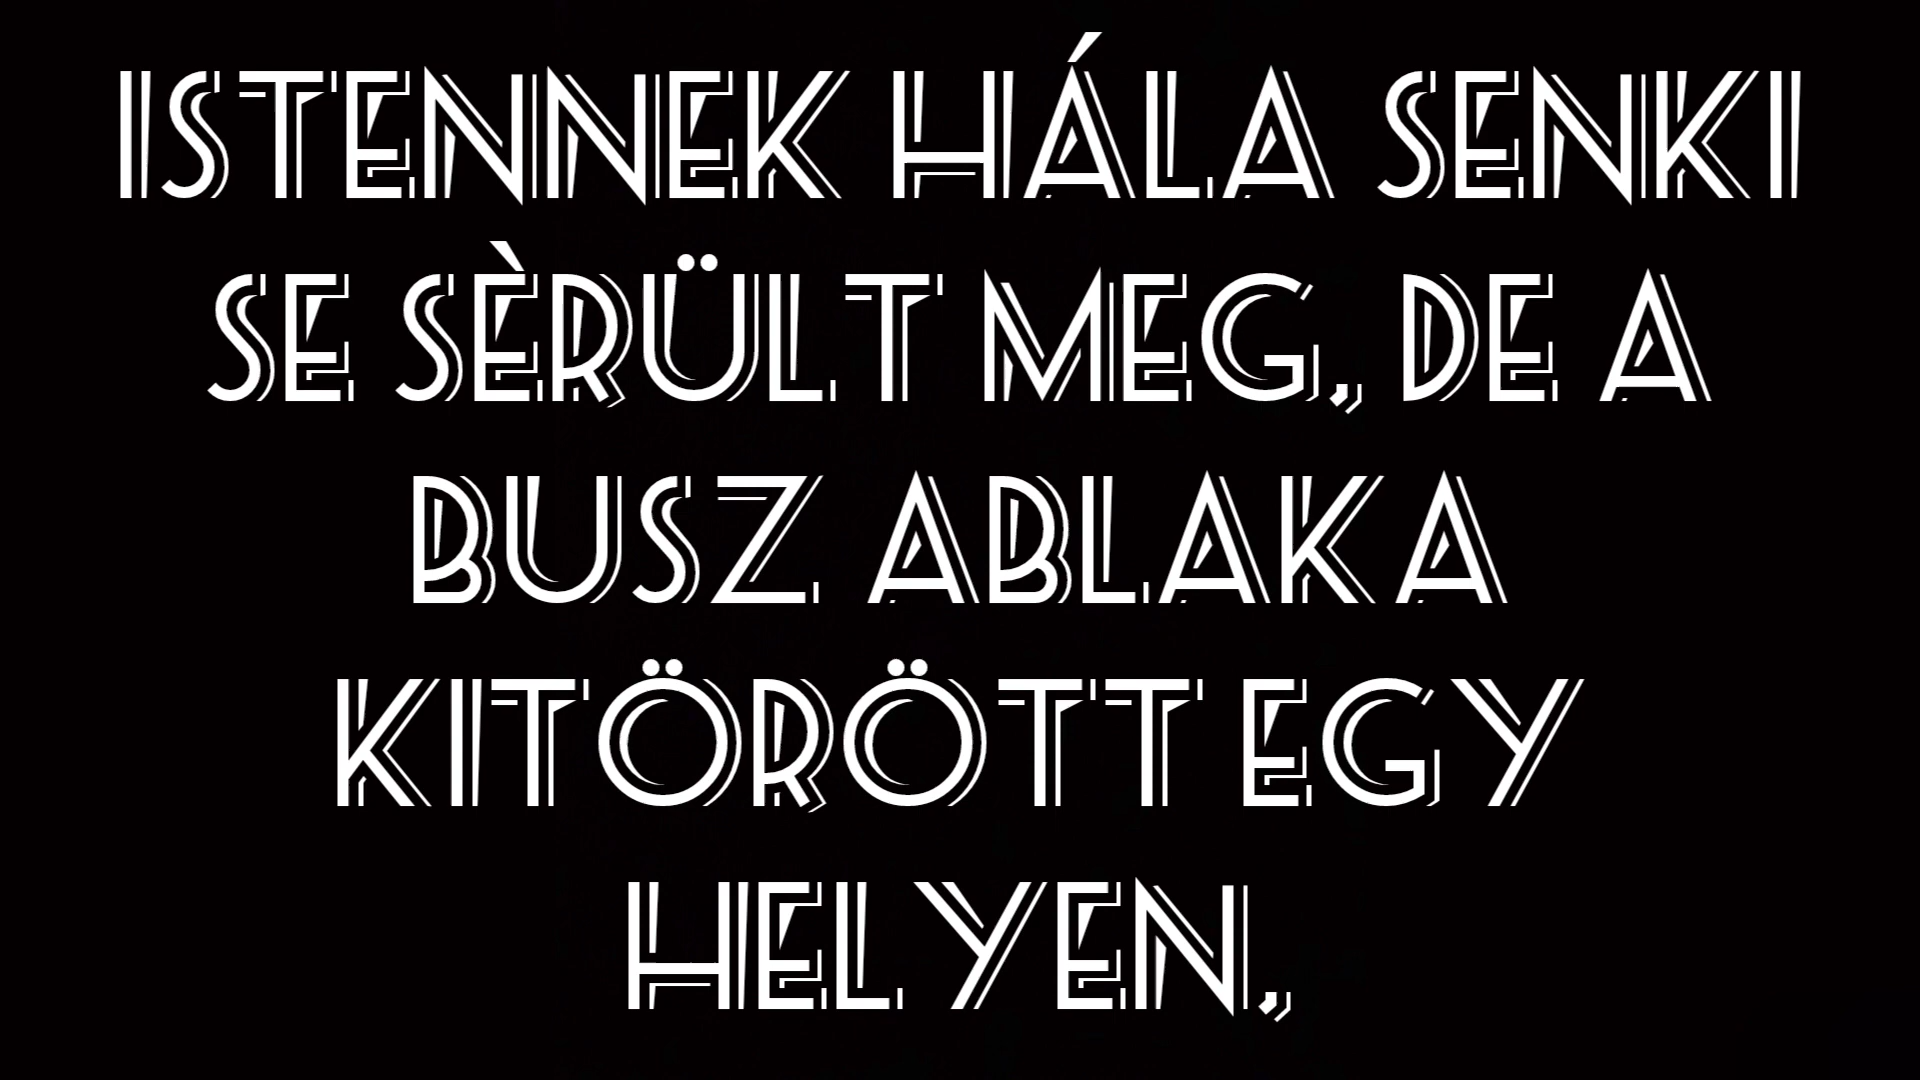 ISTENNEK HÁLA SENKI
SE SÈRÜLT MEG, DE A
BUSZ ABLAKA
KITÖRÖTT EGY
HELYEN,